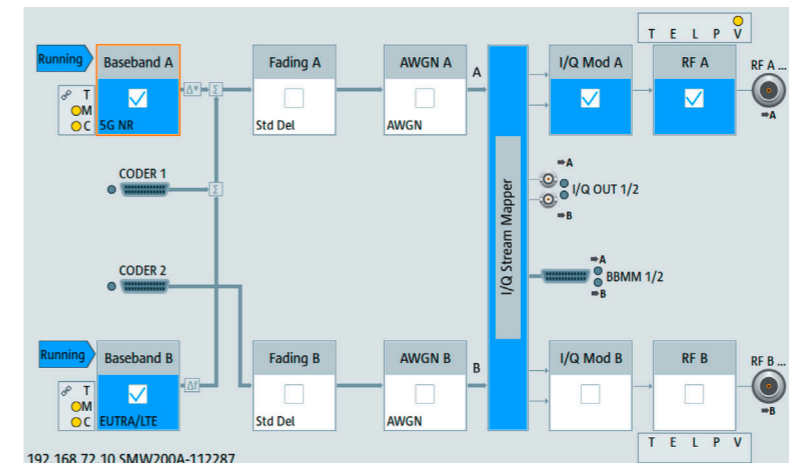 T E L P V
Running
Baseband A
Fading A
AWGN A
A
I/Q Mod A
RF A
RF A ...
T
M
C
Δ*
Σ
5G NR
Std Del
AWGN
➡A
CODER 1
Σ
➡A
I/Q OUT 1/2
➡B
I/Q Stream Mapper
CODER 2
➡A
BBMM 1/2
➡B
Running
Baseband B
Fading B
AWGN B
B
I/Q Mod B
RF B
RF B ...
T
M
C
Δf
EUTRA/LTE
Std Del
AWGN
➡B
T E L P V
192.168.72.10 SMW200A-112287